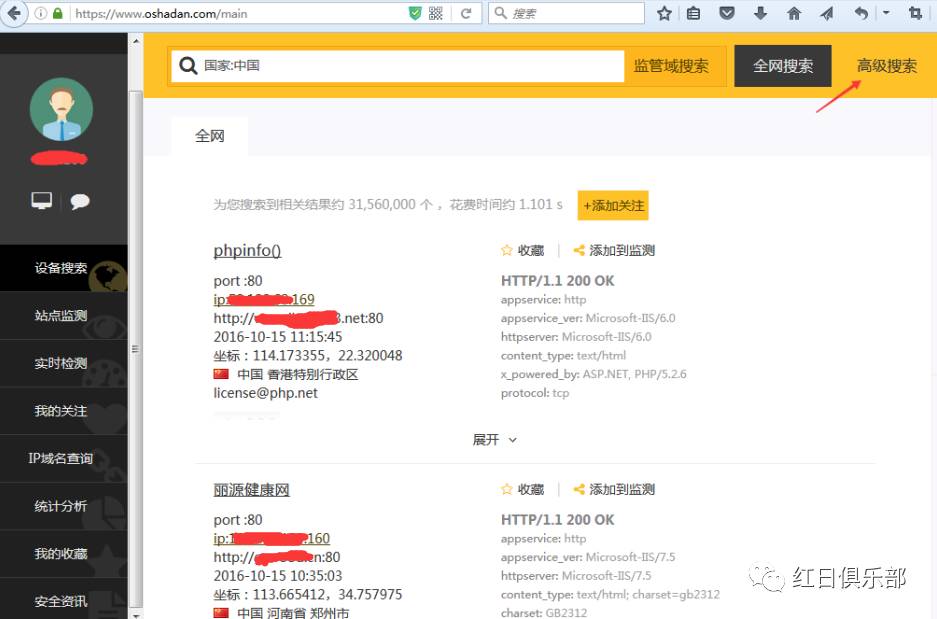 https://www.oshadan.com/main
搜索
国家:中国
监管域搜索
全网搜索
高级搜索
全网
为您搜索到相关结果约 31,560,000 个 ，花费时间约 1.101 s
+添加关注
phpinfo()
port :80
ip:
.169
http://
.net:80
2016-10-15 11:15:45
坐标：114.173355，22.320048
中国 香港特别行政区
license@php.net
收藏
添加到监测
HTTP/1.1 200 OK
appservice: http
appservice_ver: Microsoft-IIS/6.0
httpserver: Microsoft-IIS/6.0
content_type: text/html
x_powered_by: ASP.NET, PHP/5.2.6
protocol: tcp
展开
丽源健康网
port :80
ip:1
.160
http://
:80
2016-10-15 10:35:03
坐标：113.665412，34.757975
中国 河南省 郑州市
收藏
添加到监测
HTTP/1.1 200 OK
appservice: http
appservice_ver: Microsoft-IIS/7.5
httpserver: Microsoft-IIS/7.5
content_type: text/html; charset=gb2312
charset: GB2312
设备搜索
站点监测
实时检测
我的关注
IP域名查询
统计分析
我的收藏
安全资讯
红日俱乐部